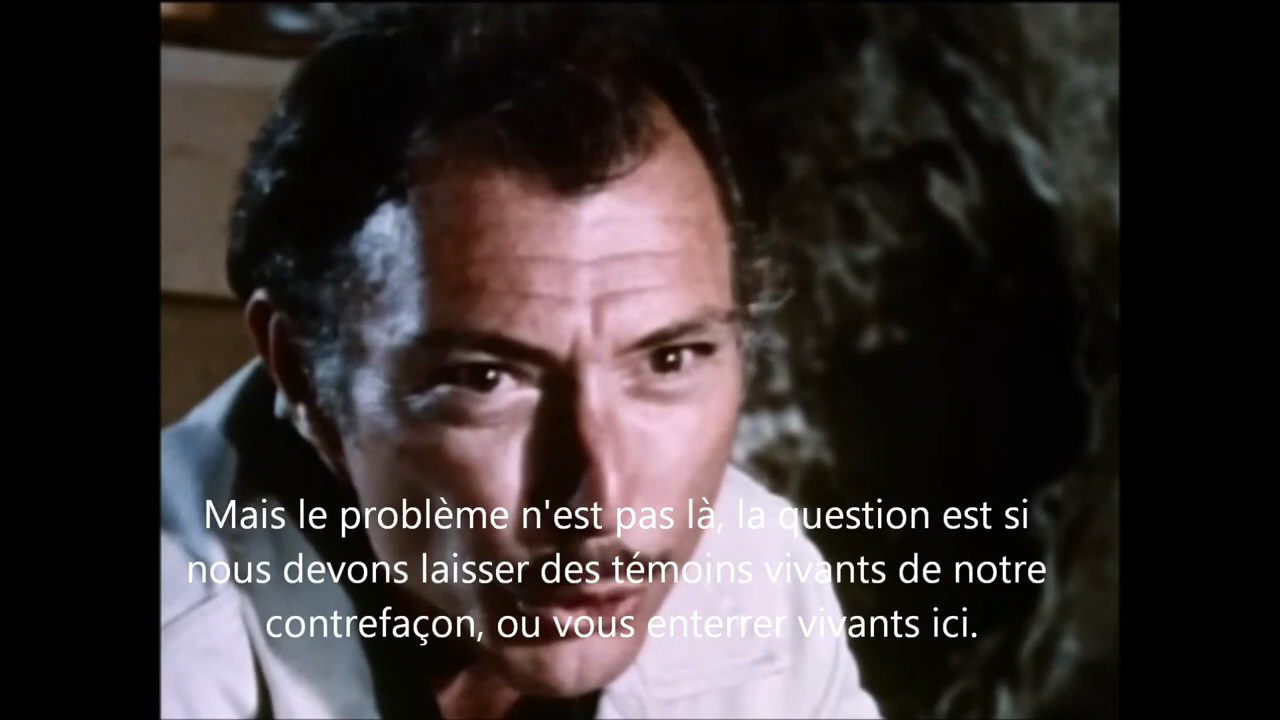 Mais le problème n'est pas là, la question est si
nous devons laisser des témoins vivants de notre
contrefaçon, ou vous enterrer vivants ici.